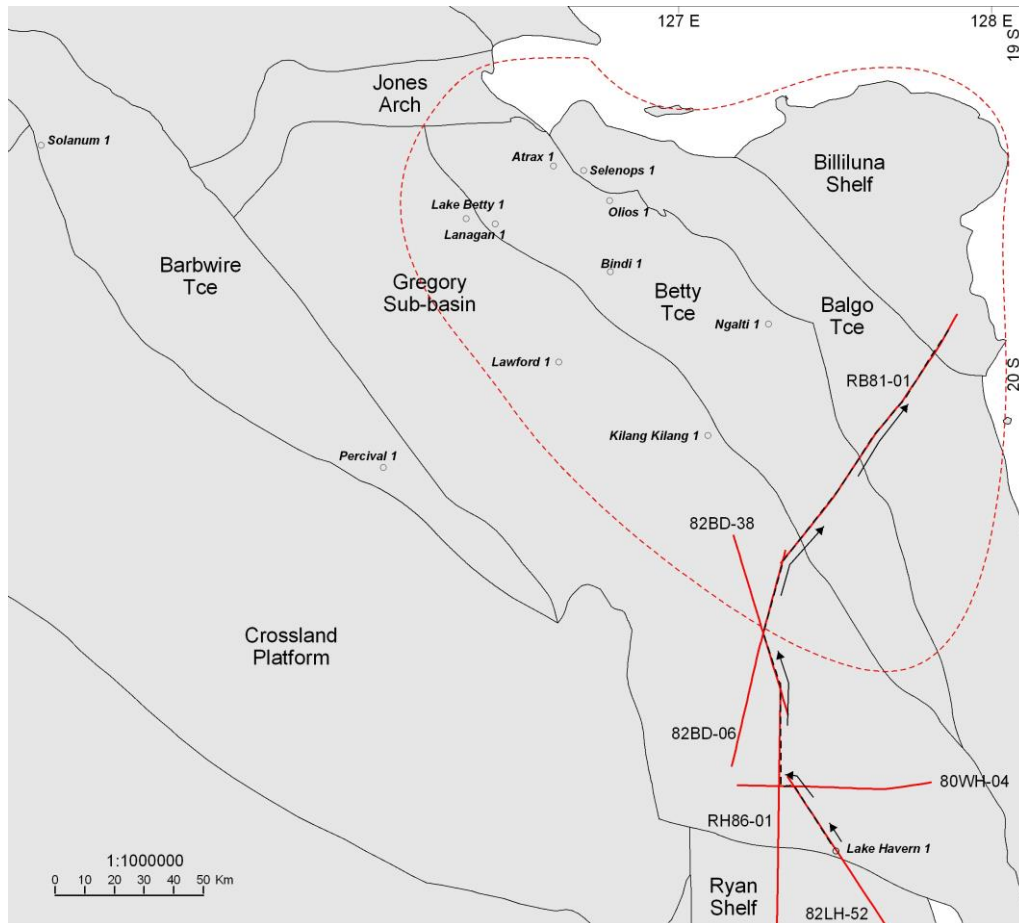 127 E
128 E
19 S
Jones
Arch
Solanum 1
Atrax 1
Selenops 1
Billiluna
Shelf
Lake Betty 1
Olios 1
Lanagan 1
Barbwire
Tce
Gregory
Sub-basin
Bindi 1
Betty
Tce
Balgo
Tce
Ngalti 1
Lawford 1
RB81-01
20 S
Kilang Kilang 1
Percival 1
82BD-38
Crossland
Platform
82BD-06
80WH-04
RH86-01
Lake Havern 1
1:1000000
0 10 20 30 40 50 Km
Ryan
Shelf
82LH-52